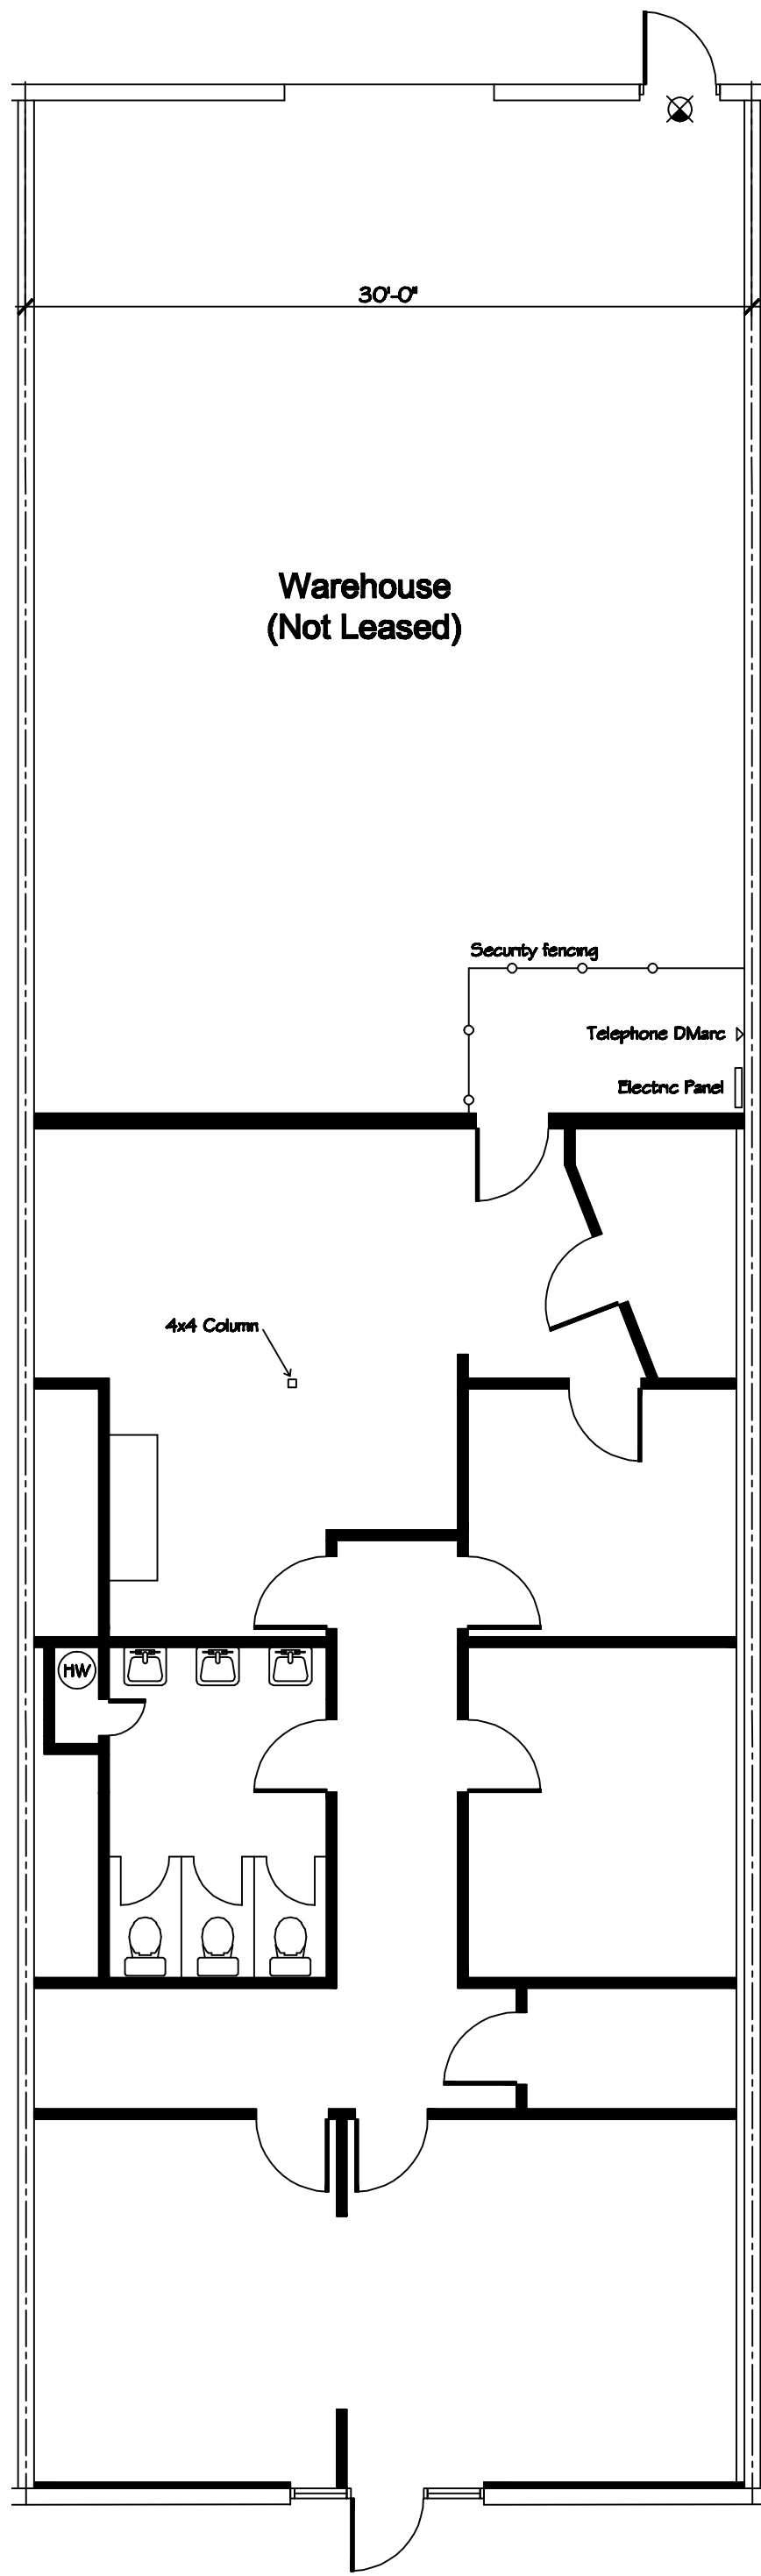 30'-0"
Warehouse
(Not Leased)
Security fencing
Telephone DMarc
Electric Panel
4x4 Column
HW